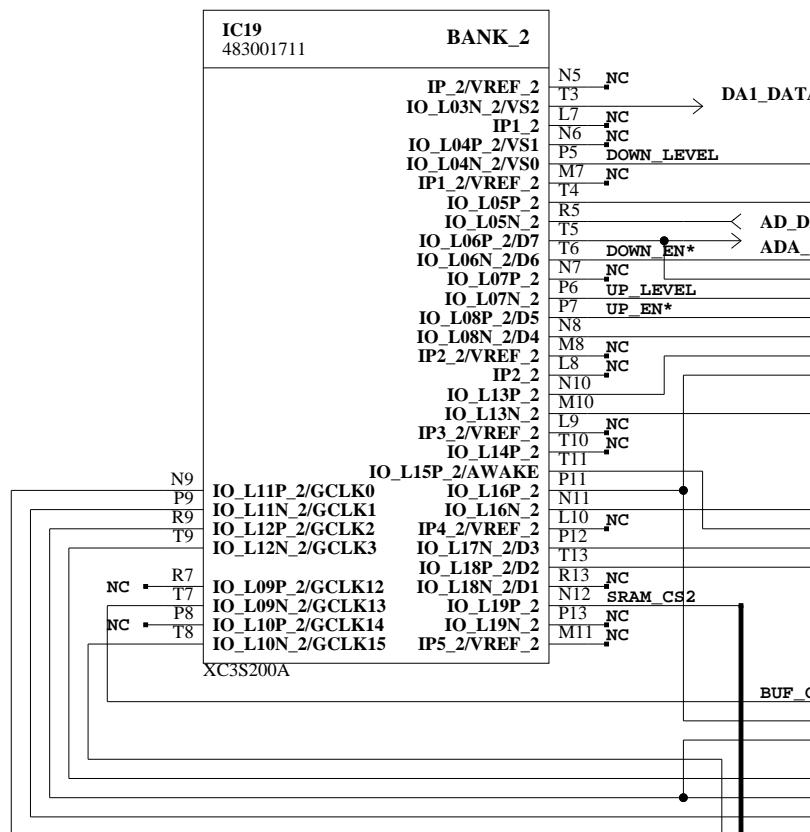 IC19 BANK_2
483001711
IP_2/VREF_2 N5 NC
IO_L03N_2/VS2 T3 DA1_DATA
IP1_2 L7 NC
IO_L04P_2/VS1 N6 NC
IO_L04N_2/VS0 P5 DOWN_LEVEL
IP1_2/VREF_2 M7 NC
IO_L05P_2 T4
IO_L05N_2 R5 AD_D
IO_L06P_2/D7 T5 ADA_
IO_L06N_2/D6 T6 DOWN_EN*
IO_L07P_2 N7 NC
IO_L07N_2 P6 UP_LEVEL
IO_L08P_2/D5 P7 UP_EN*
IO_L08N_2/D4 N8
IP2_2/VREF_2 M8 NC
IP2_2 L8 NC
IO_L13P_2 N10
IO_L13N_2 M10
IP3_2/VREF_2 L9 NC
IO_L14P_2 T10 NC
IO_L15P_2/AWAKE T11
N9 IO_L11P_2/GCLK0 IO_L16P_2 P11
P9 IO_L11N_2/GCLK1 IO_L16N_2 N11
R9 IO_L12P_2/GCLK2 IP4_2/VREF_2 L10 NC
T9 IO_L12N_2/GCLK3 IO_L17N_2/D3 P12
IO_L18P_2/D2 T13
NC R7 IO_L09P_2/GCLK12 IO_L18N_2/D1 R13 NC
T7 IO_L09N_2/GCLK13 IO_L19P_2 N12 SRAM_CS2
NC P8 IO_L10P_2/GCLK14 IO_L19N_2 P13 NC
T8 IO_L10N_2/GCLK15 IP5_2/VREF_2 M11 NC
XC3S200A
BUF_